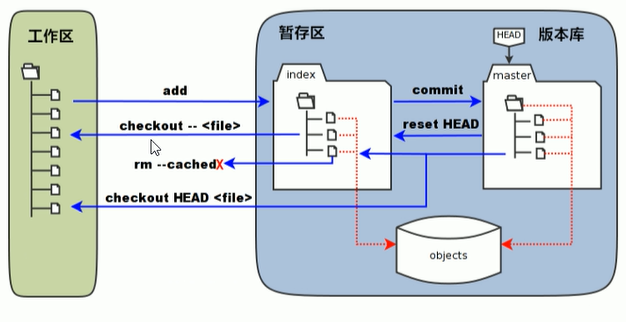 工作区
暂存区
HEAD
版本库
index
master
add
commit
checkout -- <file>
reset HEAD
rm --cached
X
checkout HEAD <file>
objects